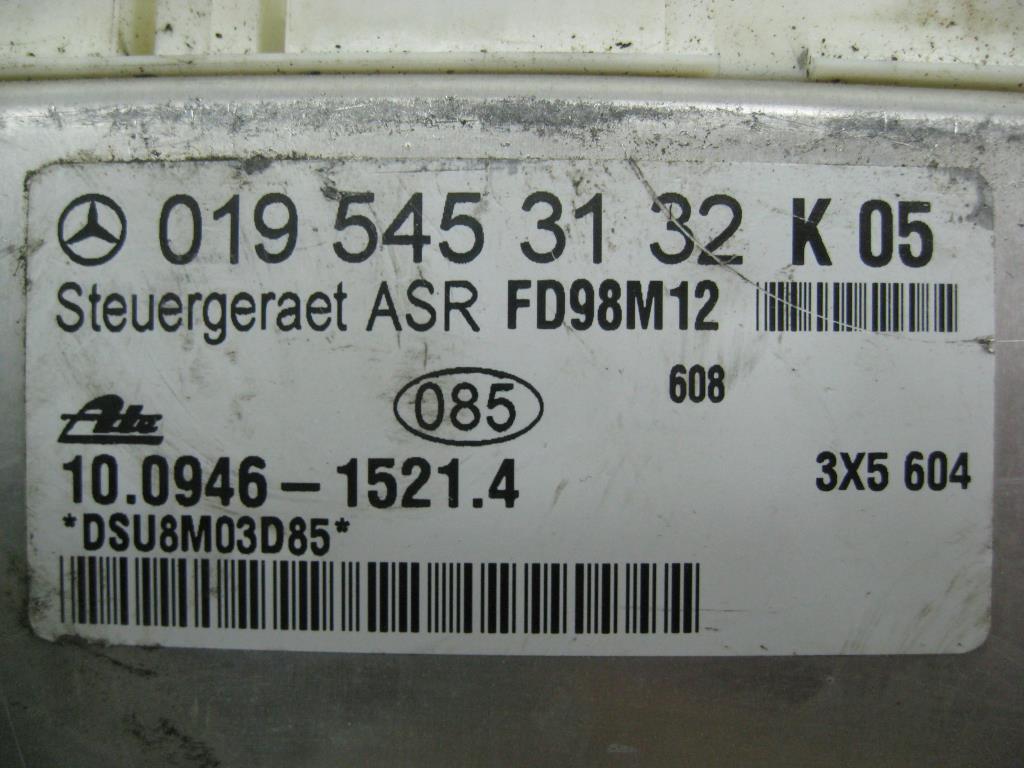 019 545 31 32 K 05
Steuergeraet ASR FD98M12
608
085
Ate
10.0946-1521.4
3X5 604
*DSU8M03D85*